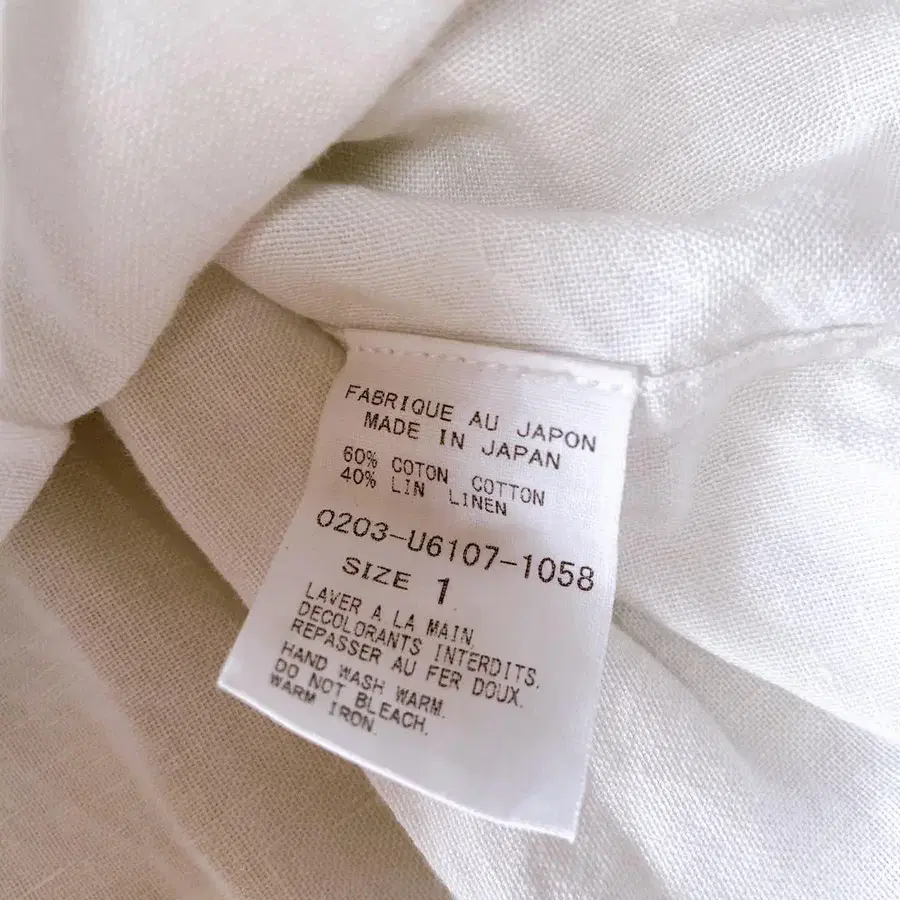 FABRIQUE AU JAPON
MADE IN JAPAN
60% COTON COTTON
40% LIN LINEN
0203-U6107-1058
SIZE 1
LAVER A LA MAIN.
DECOLORANTS INTERDITS.
REPASSER AU FER DOUX.
HAND WASH WARM.
DO NOT BLEACH.
WARM IRON.